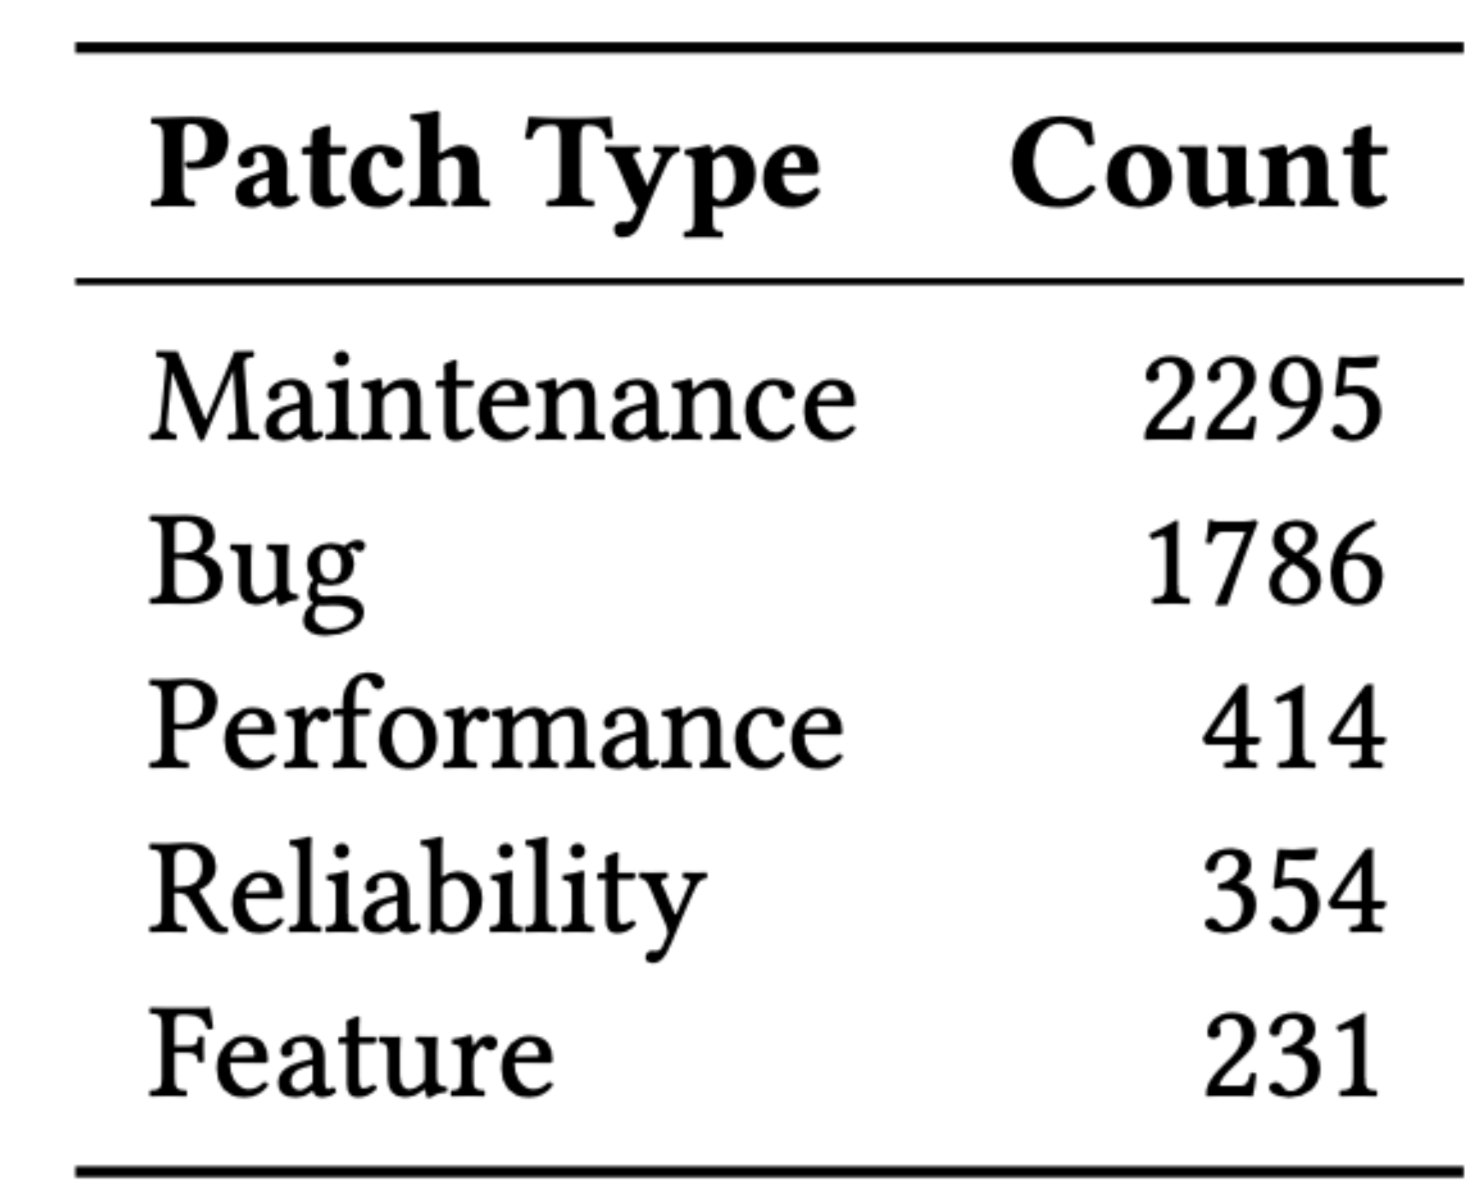 Patch Type Count
Maintenance 2295
Bug 1786
Performance 414
Reliability 354
Feature 231